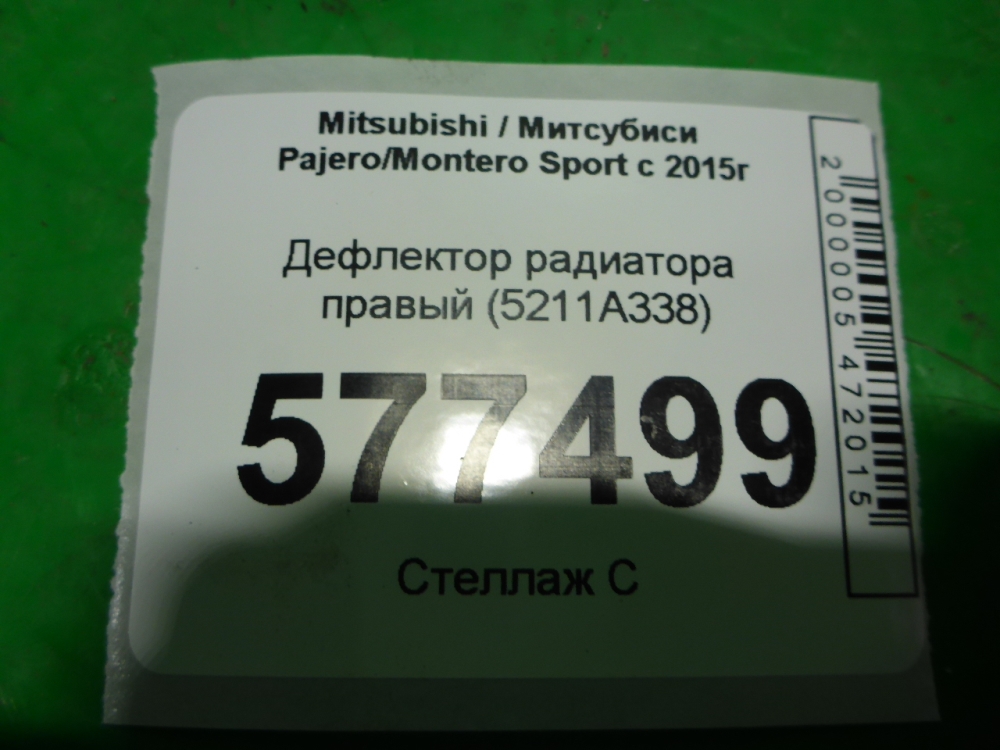 Mitsubishi / Митсубиси
Pajero/Montero Sport с 2015г
Дефлектор радиатора
правый (5211A338)
577499
Стеллаж С
2000005472015